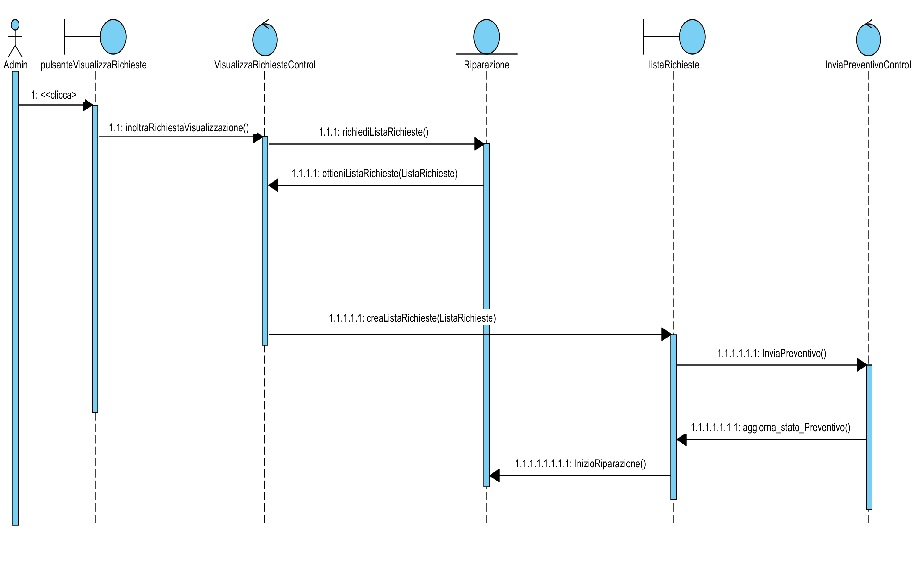 Admin
pulsanteVisualizzaRichieste
VisualizzaRichiesteControl
Riparazione
listaRichieste
InviaPreventivoControl
1: <<clicca>
1.1: inoltraRichiestaVisualizzazione()
1.1.1: richiediListaRichieste()
1.1.1.1: ottieniListaRichieste(ListaRichieste)
1.1.1.1.1: creaListaRichieste(ListaRichieste)
1.1.1.1.1.1: InviaPreventivo()
1.1.1.1.1.1.1: aggiorna_stato_Preventivo()
1.1.1.1.1.1.1.1: InizioRiparazione()